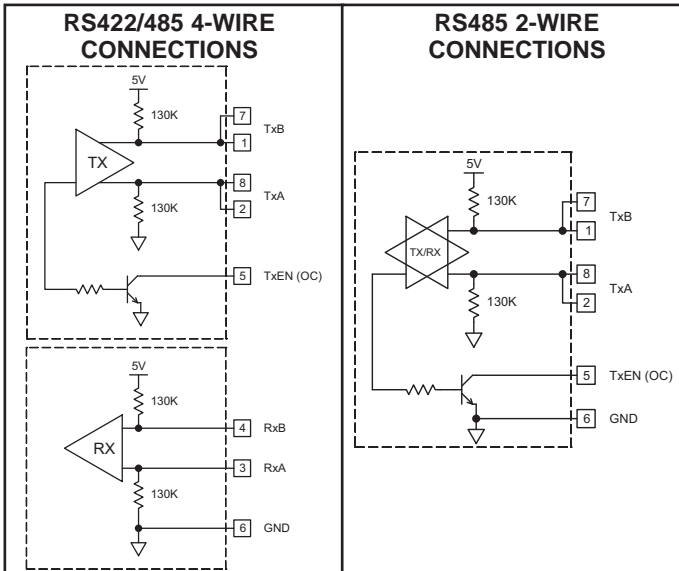 RS422/485 4-WIRE
CONNECTIONS
5V
130K
7
TxB
1
TX
8
TxA
2
130K
5
TxEN (OC)
5V
130K
4
RxB
RX
3
RxA
130K
6
GND
RS485 2-WIRE
CONNECTIONS
5V
130K
7
TxB
1
TX/RX
8
TxA
2
130K
5
TxEN (OC)
6
GND